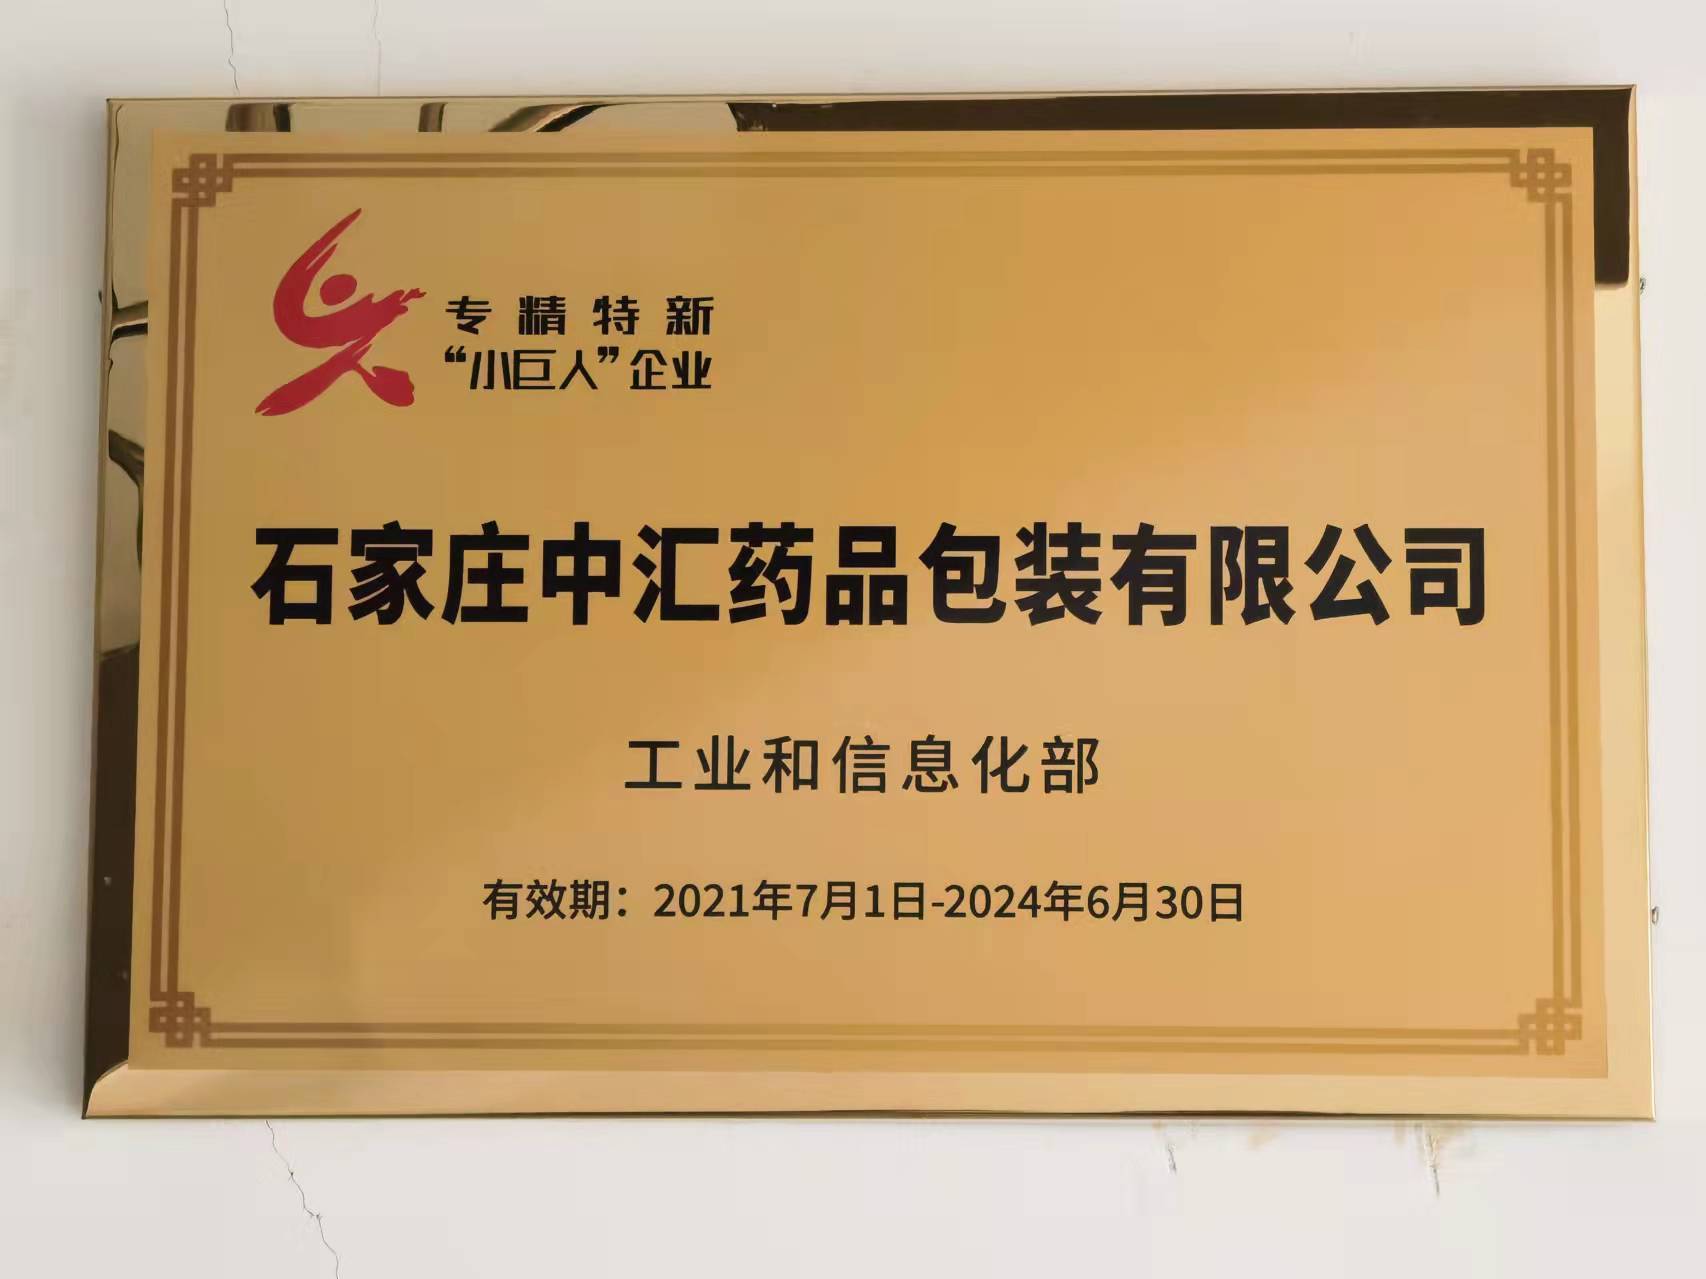 专精特新
“小巨人”企业
石家庄中汇药品包装有限公司
工业和信息化部
有效期：2021年7月1日-2024年6月30日